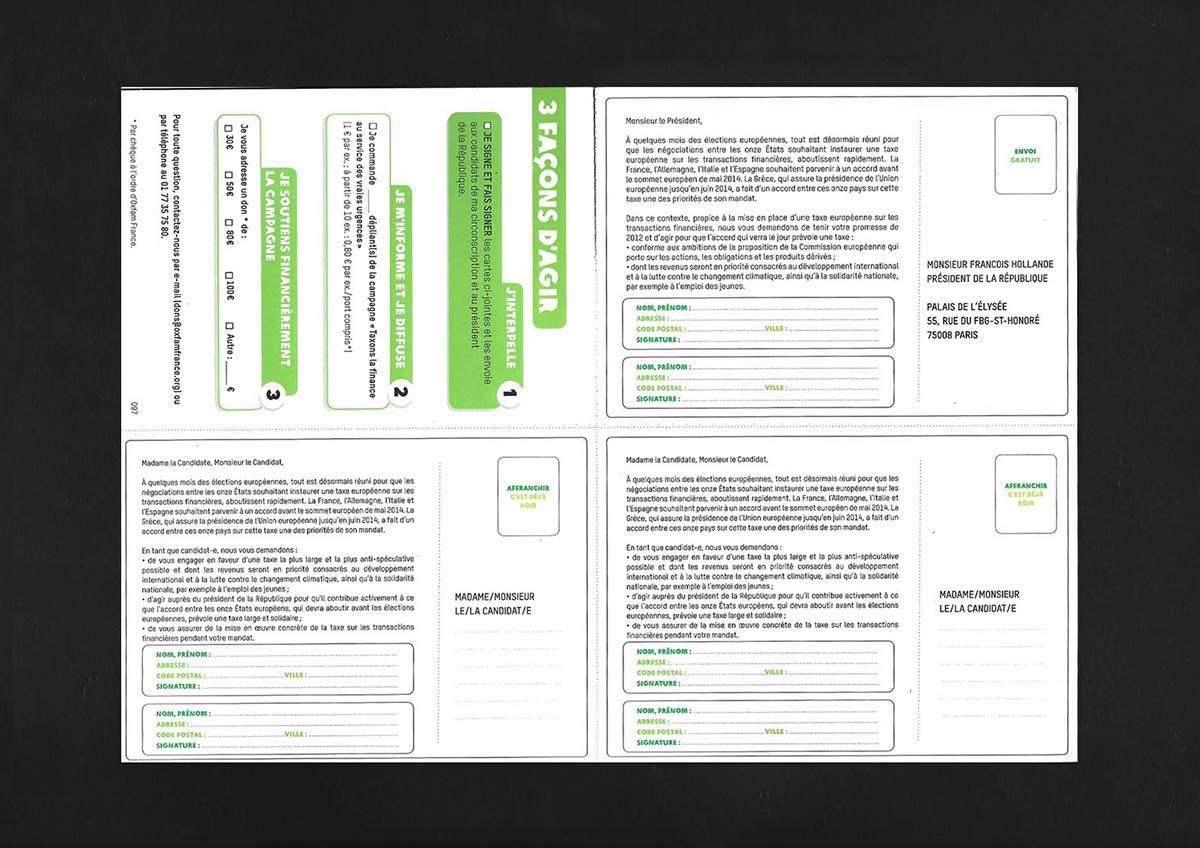 3 FAÇONS D'AGIR
J'INTERPELLE
1
☐ JE SIGNE ET FAIS SIGNER les cartes ci-jointes et les envoie
aux candidats de ma circonscription et au président
de la République.
JE M'INFORME ET JE DIFFUSE
2
☐ Je commande ______ dépliant(s) de la campagne « Taxons la finance
au service des vraies urgences »
(1 € par ex. ; à partir de 10 ex. : 0,80 € par ex./port compris*)
JE SOUTIENS FINANCIÈREMENT
LA CAMPAGNE
3
Je vous adresse un don * de :
☐ 30€ ☐ 50€ ☐ 80€ ☐ 100€ ☐ Autre : ______ €
Pour toute question, contactez-nous par e-mail (dons@oxfamfrance.org) ou
par téléphone au 01 77 35 75 80.
* Par chèque à l'ordre d'Oxfam France.
097
Monsieur le Président,
À quelques mois des élections européennes, tout est désormais réuni pour
que les négociations entre les onze États souhaitant instaurer une taxe
européenne sur les transactions financières, aboutissent rapidement. La
France, l'Allemagne, l'Italie et l'Espagne souhaitent parvenir à un accord avant
le sommet européen de mai 2014. La Grèce, qui assure la présidence de l'Union
européenne jusqu'en juin 2014, a fait d'un accord entre ces onze pays sur cette
taxe une des priorités de son mandat.
Dans ce contexte, propice à la mise en place d'une taxe européenne sur les
transactions financières, nous vous demandons de tenir votre promesse de
2012 et d'agir pour que l'accord qui verra le jour prévoie une taxe :
• conforme aux ambitions de la proposition de la Commission européenne qui
porte sur les actions, les obligations et les produits dérivés ;
• dont les revenus seront en priorité consacrés au développement international
et à la lutte contre le changement climatique, ainsi qu'à la solidarité nationale,
par exemple à l'emploi des jeunes.
NOM, PRÉNOM :
ADRESSE :
CODE POSTAL : VILLE :
SIGNATURE :
NOM, PRÉNOM :
ADRESSE :
CODE POSTAL : VILLE :
SIGNATURE :
ENVOI
GRATUIT
MONSIEUR FRANCOIS HOLLANDE
PRÉSIDENT DE LA RÉPUBLIQUE
PALAIS DE L'ÉLYSÉE
55, RUE DU FBG-ST-HONORÉ
75008 PARIS
Madame la Candidate, Monsieur le Candidat,
À quelques mois des élections européennes, tout est désormais réuni pour que les
négociations entre les onze États souhaitant instaurer une taxe européenne sur les
transactions financières, aboutissent rapidement. La France, l'Allemagne, l'Italie et
l'Espagne souhaitent parvenir à un accord avant le sommet européen de mai 2014. La
Grèce, qui assure la présidence de l'Union européenne jusqu'en juin 2014, a fait d'un
accord entre ces onze pays sur cette taxe une des priorités de son mandat.
En tant que candidat-e, nous vous demandons :
• de vous engager en faveur d'une taxe la plus large et la plus anti-spéculative
possible et dont les revenus seront en priorité consacrés au développement
international et à la lutte contre le changement climatique, ainsi qu'à la solidarité
nationale, par exemple à l'emploi des jeunes ;
• d'agir auprès du président de la République pour qu'il contribue activement à ce
que l'accord entre les onze États européens, qui devra aboutir avant les élections
européennes, prévoie une taxe large et solidaire ;
• de vous assurer de la mise en œuvre concrète de la taxe sur les transactions
financières pendant votre mandat.
NOM, PRÉNOM :
ADRESSE :
CODE POSTAL : VILLE :
SIGNATURE :
NOM, PRÉNOM :
ADRESSE :
CODE POSTAL : VILLE :
SIGNATURE :
AFFRANCHIR
C'EST DÉJÀ
AGIR
MADAME/MONSIEUR
LE/LA CANDIDAT/E
Madame la Candidate, Monsieur le Candidat,
À quelques mois des élections européennes, tout est désormais réuni pour que les
négociations entre les onze États souhaitant instaurer une taxe européenne sur les
transactions financières, aboutissent rapidement. La France, l'Allemagne, l'Italie et
l'Espagne souhaitent parvenir à un accord avant le sommet européen de mai 2014. La
Grèce, qui assure la présidence de l'Union européenne jusqu'en juin 2014, a fait d'un
accord entre ces onze pays sur cette taxe une des priorités de son mandat.
En tant que candidat-e, nous vous demandons :
• de vous engager en faveur d'une taxe la plus large et la plus anti-spéculative
possible et dont les revenus seront en priorité consacrés au développement
international et à la lutte contre le changement climatique, ainsi qu'à la solidarité
nationale, par exemple à l'emploi des jeunes ;
• d'agir auprès du président de la République pour qu'il contribue activement à ce
que l'accord entre les onze États européens, qui devra aboutir avant les élections
européennes, prévoie une taxe large et solidaire ;
• de vous assurer de la mise en œuvre concrète de la taxe sur les transactions
financières pendant votre mandat.
NOM, PRÉNOM :
ADRESSE :
CODE POSTAL : VILLE :
SIGNATURE :
NOM, PRÉNOM :
ADRESSE :
CODE POSTAL : VILLE :
SIGNATURE :
AFFRANCHIR
C'EST DÉJÀ
AGIR
MADAME/MONSIEUR
LE/LA CANDIDAT/E